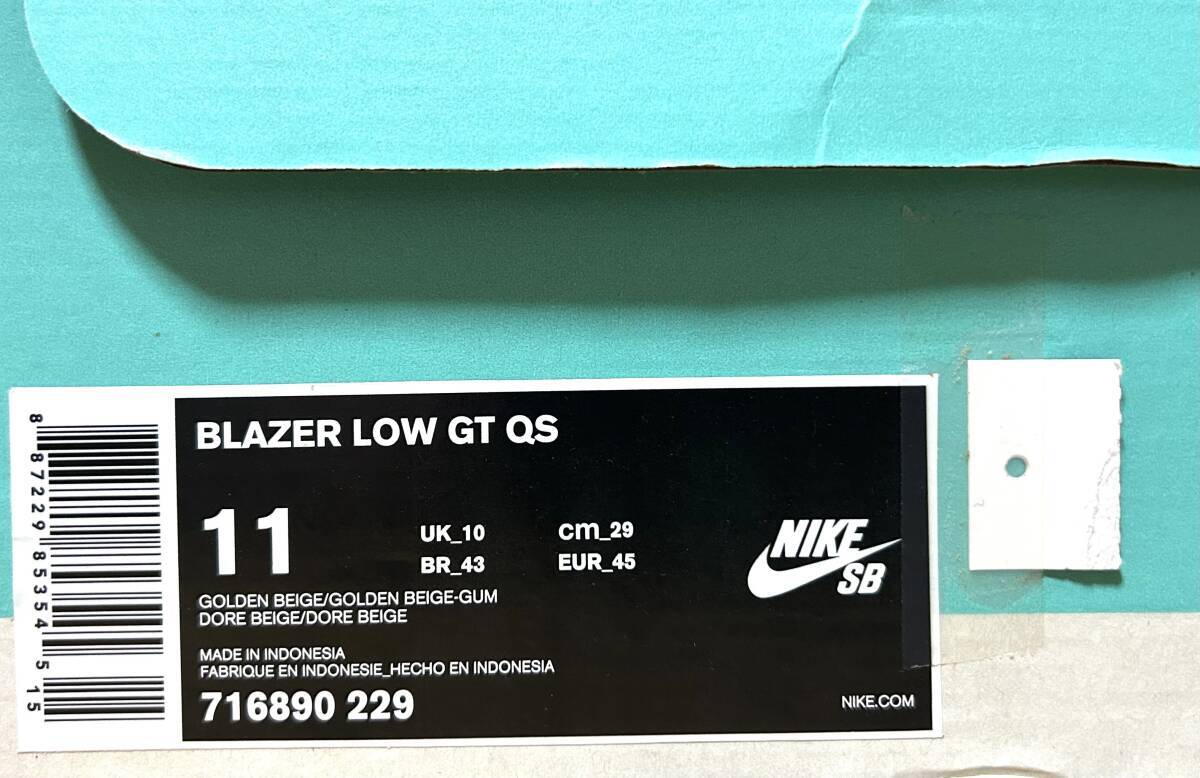 BLAZER LOW GT QS
11
UK_10
cm_29
BR_43
EUR_45
GOLDEN BEIGE/GOLDEN BEIGE-GUM
DORE BEIGE/DORE BEIGE
MADE IN INDONESIA
FABRIQUE EN INDONESIE_HECHO EN INDONESIA
716890 229
NIKE
SB
NIKE.COM
8 87229 85354 5 15